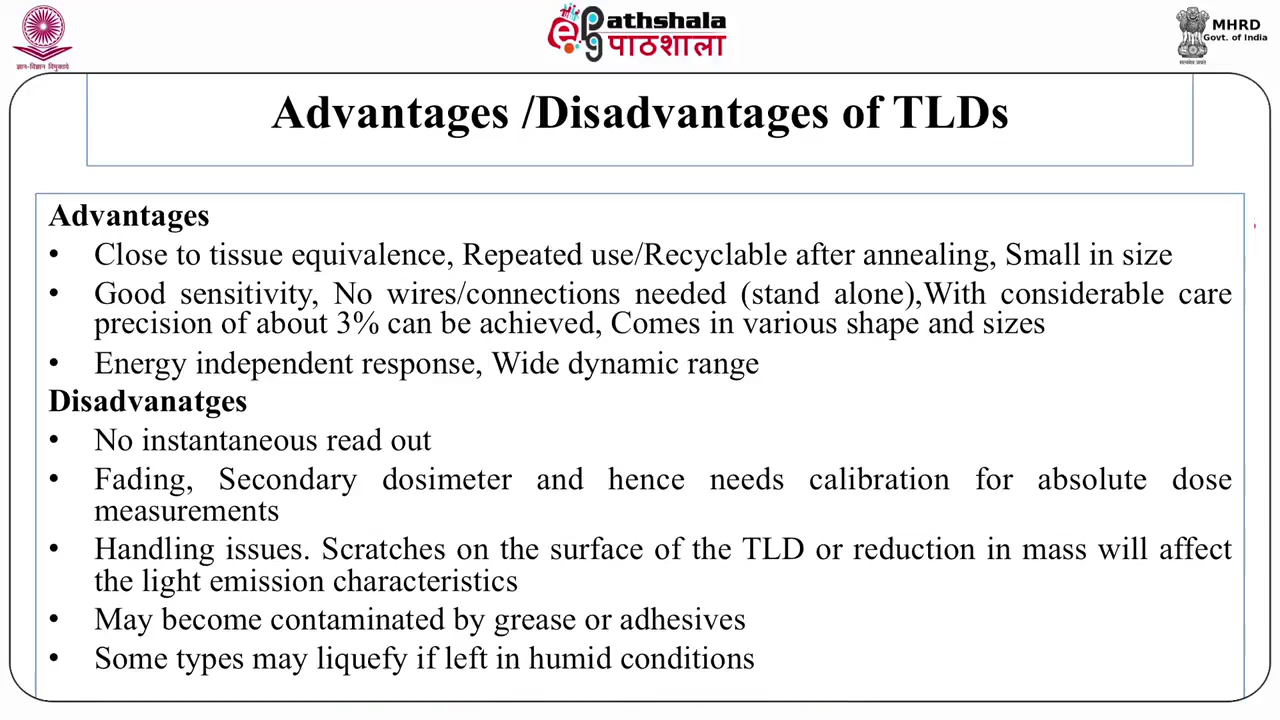 ज्ञान-विज्ञान विमुक्तये
ePathshala
पाठशाला
MHRD
Govt. of India
सत्यमेव जयते
Advantages /Disadvantages of TLDs
Advantages
• Close to tissue equivalence, Repeated use/Recyclable after annealing, Small in size
• Good sensitivity, No wires/connections needed (stand alone),With considerable care
precision of about 3% can be achieved, Comes in various shape and sizes
• Energy independent response, Wide dynamic range
Disadvanatges
• No instantaneous read out
• Fading, Secondary dosimeter and hence needs calibration for absolute dose
measurements
• Handling issues. Scratches on the surface of the TLD or reduction in mass will affect
the light emission characteristics
• May become contaminated by grease or adhesives
• Some types may liquefy if left in humid conditions